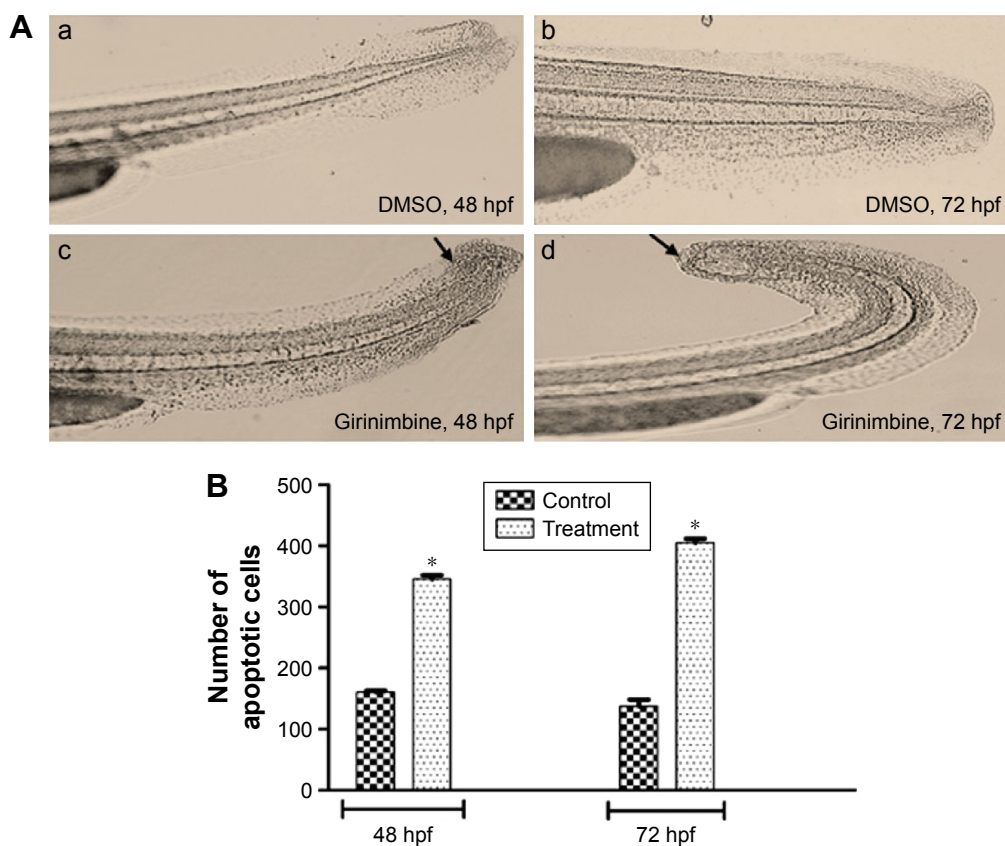 A
a
DMSO, 48 hpf
b
DMSO, 72 hpf
c
Girinimbine, 48 hpf
d
Girinimbine, 72 hpf
B
Number of
apoptotic cells
500
400
300
200
100
0
Control
Treatment
*
*
48 hpf
72 hpf